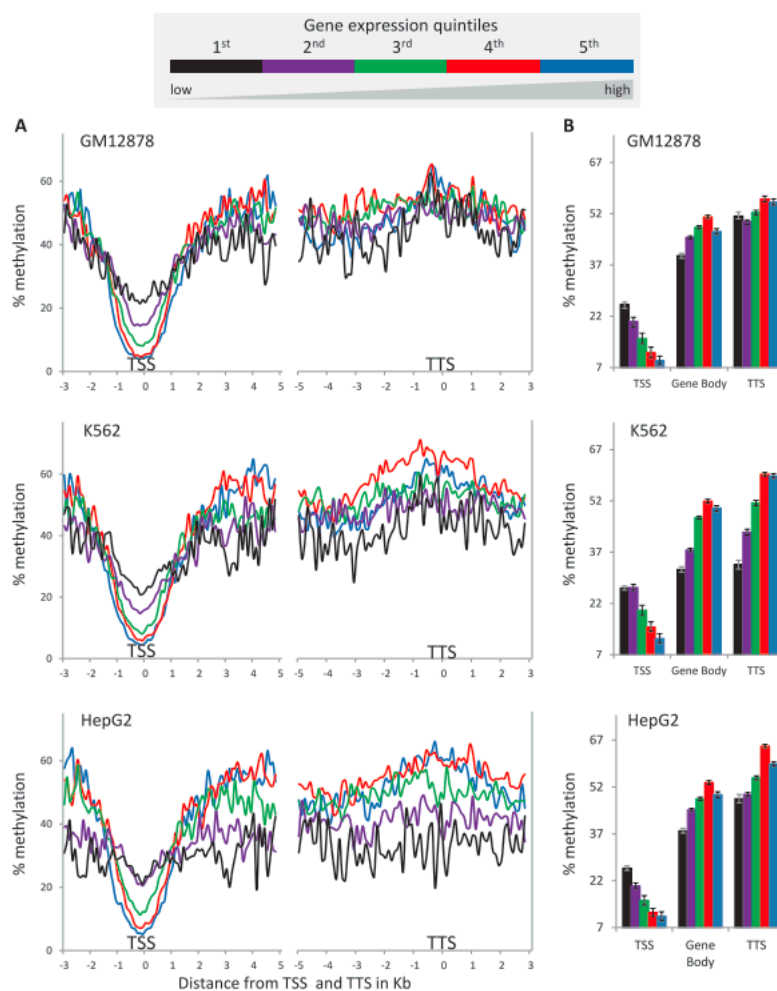 Gene expression quintiles
1st 2nd 3rd 4th 5th
low high
A B
GM12878 GM12878
% methylation % methylation
60 67
40 52
20 37
0 22
7
TSS TTS
-3 -2 -1 0 1 2 3 4 5 -5 -4 -3 -2 -1 0 1 2 3
TSS Gene Body TTS
K562 K562
% methylation % methylation
60 67
40 52
20 37
0 22
7
TSS TTS
-3 -2 -1 0 1 2 3 4 5 -5 -4 -3 -2 -1 0 1 2 3
TSS Gene Body TTS
HepG2 HepG2
% methylation % methylation
60 67
40 52
20 37
0 22
7
TSS TTS
-3 -2 -1 0 1 2 3 4 5 -5 -4 -3 -2 -1 0 1 2 3
TSS Gene TTS
Body
Distance from TSS and TTS in Kb